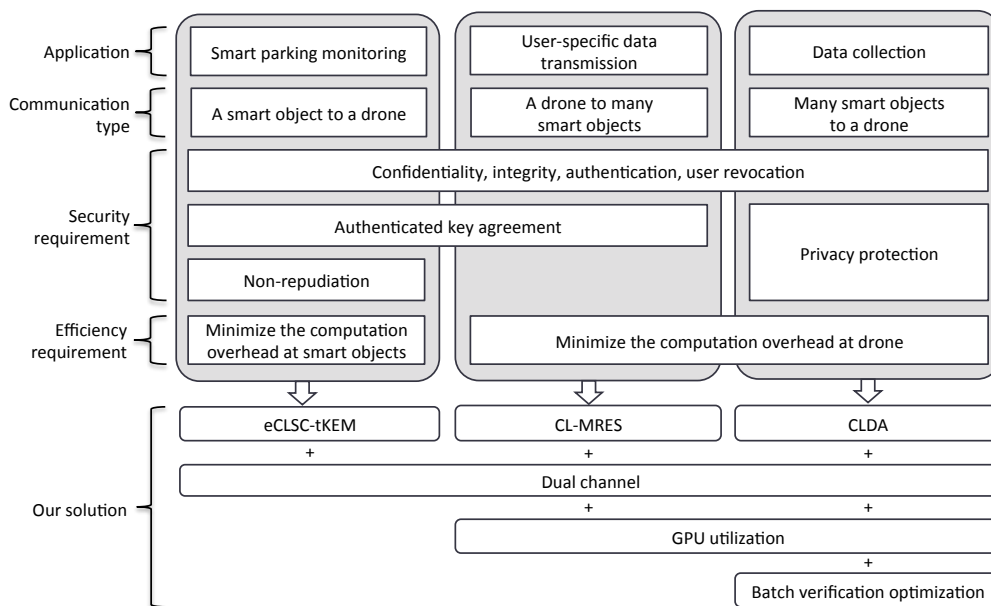 Application
Smart parking monitoring
User-specific data
transmission
Data collection
Communication
type
A smart object to a drone
A drone to many
smart objects
Many smart objects
to a drone
Security
requirement
Confidentiality, integrity, authentication, user revocation
Authenticated key agreement
Privacy protection
Non-repudiation
Efficiency
requirement
Minimize the computation
overhead at smart objects
Minimize the computation overhead at drone
Our solution
eCLSC-tKEM
CL-MRES
CLDA
+
+
+
Dual channel
+
+
GPU utilization
+
Batch verification optimization